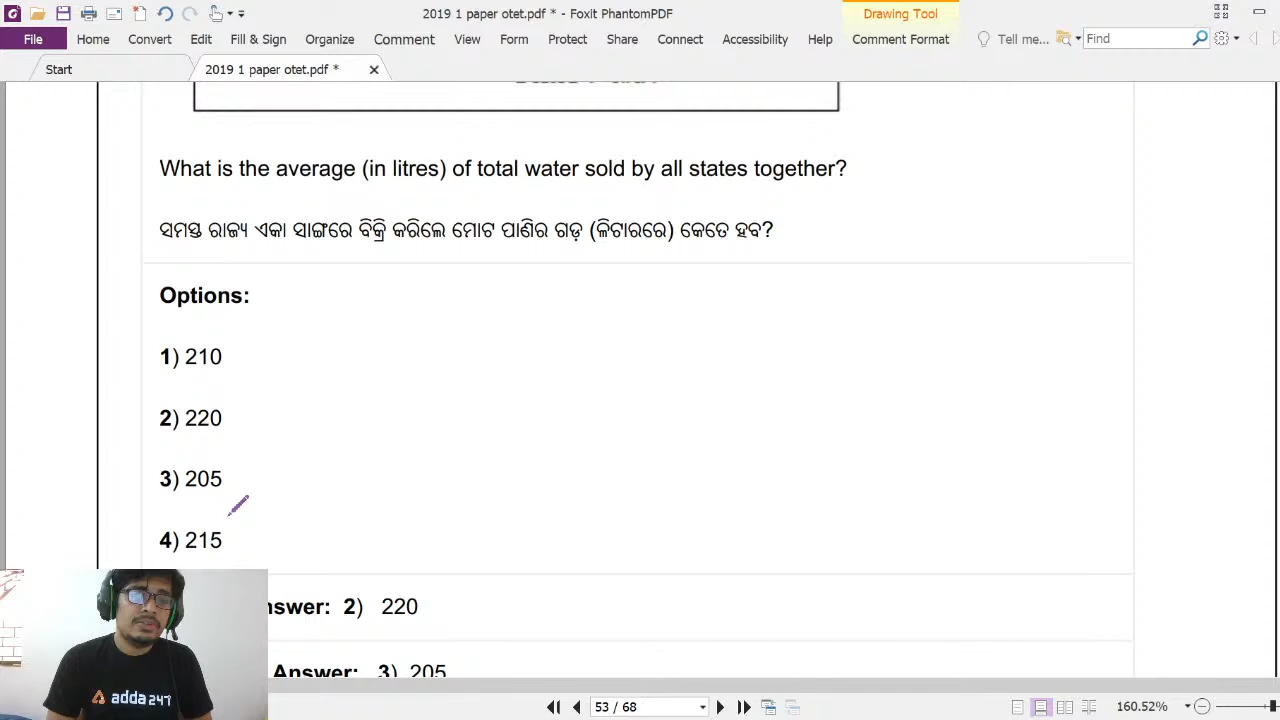 2019 1 paper otet.pdf * - Foxit PhantomPDF
Drawing Tool
File Home Convert Edit Fill & Sign Organize Comment View Form Protect Share Connect Accessibility Help Comment Format Tell me... Find
Start 2019 1 paper otet.pdf *
What is the average (in litres) of total water sold by all states together?
ସମସ୍ତ ରାଜ୍ୟ ଏକା ସାଙ୍ଗରେ ବିକ୍ରି କରିଲେ ମୋଟ ପାଣିର ଗଡ଼ (ଲିଟାରରେ) କେତେ ହବ?
Options:
1) 210
2) 220
3) 205
4) 215
nswer: 2) 220
Answer: 3) 205
adda247
53 / 68
160.52%